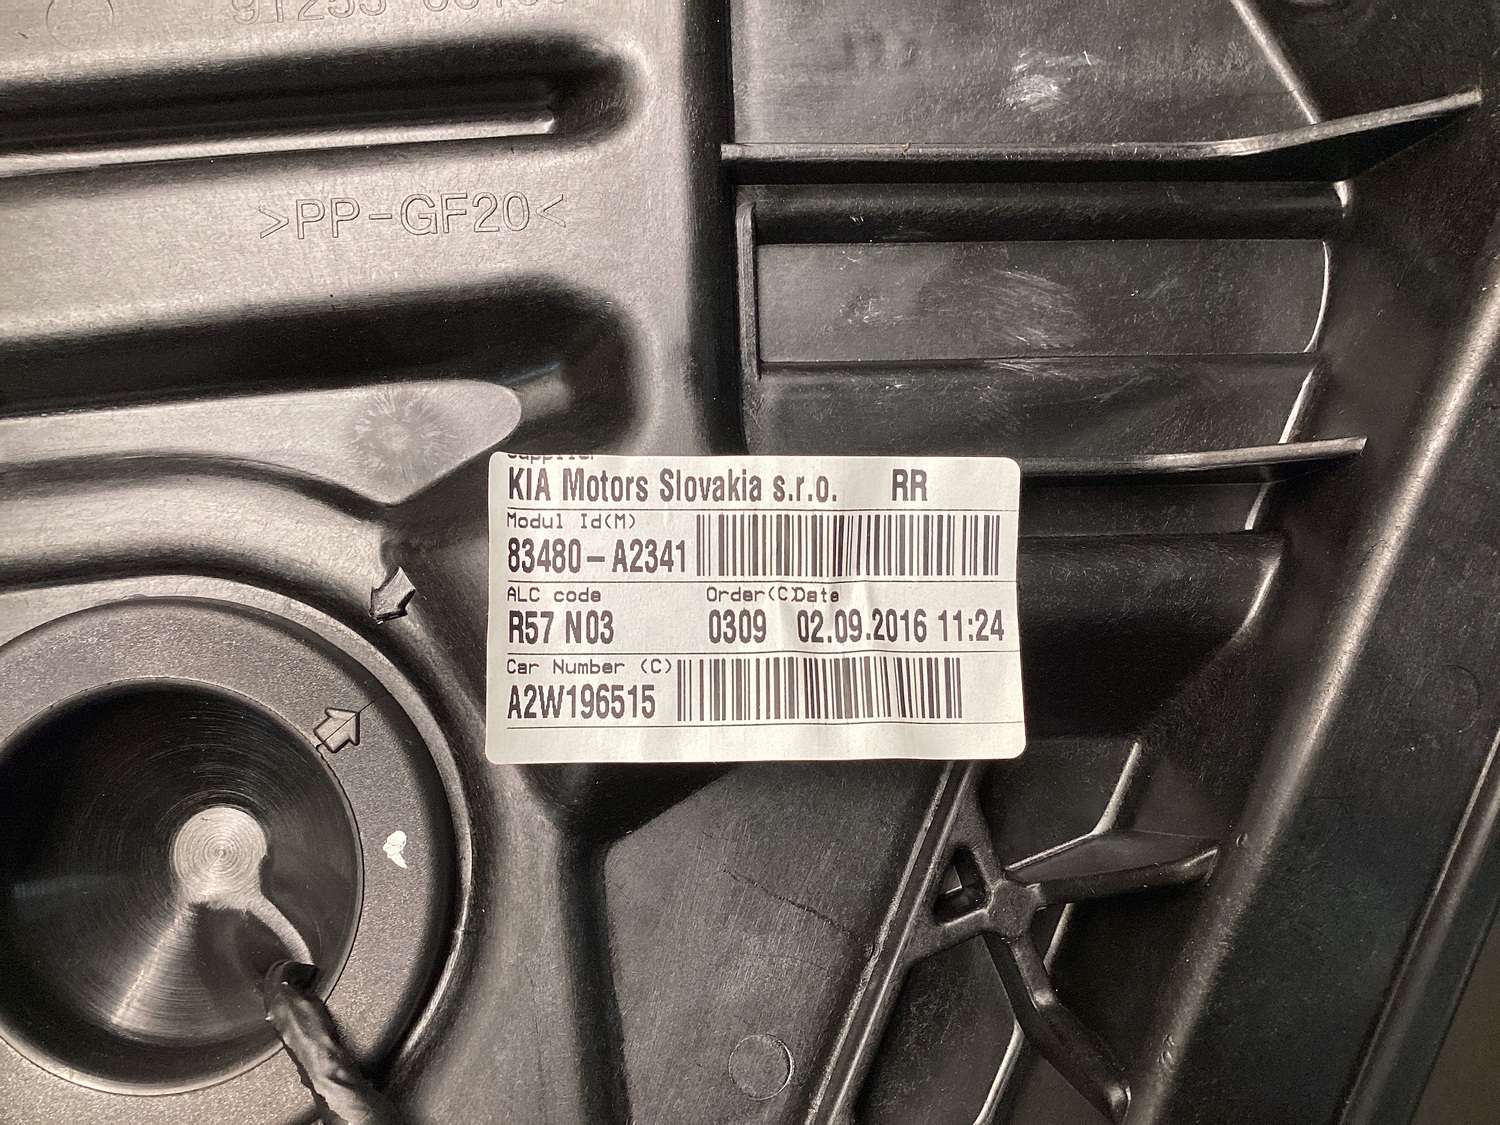 >PP-GF20<
Supplier
KIA Motors Slovakia s.r.o. RR
Modul Id(M)
83480-A2341
ALC code Order(C)Date
R57 N03 0309 02.09.2016 11:24
Car Number (C)
A2W196515